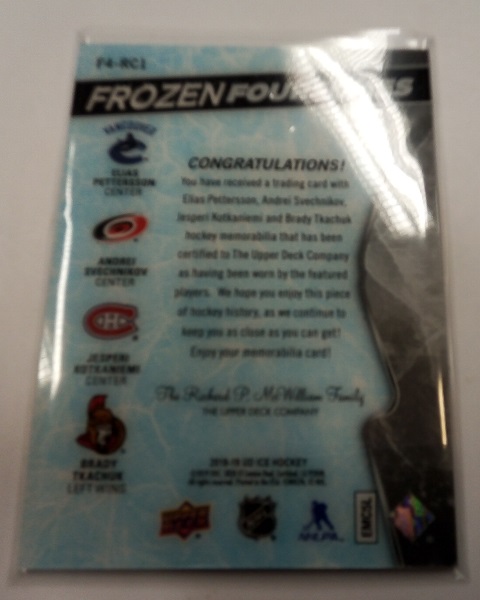 F4-RC1
FROZEN FOURSOMES
VANCOUVER
ELIAS
PETTERSSON
CENTER
ANDREI
SVECHNIKOV
CENTER
JESPERI
KOTKANIEMI
CENTER
BRADY
TKACHUK
LEFT WING
CONGRATULATIONS!
You have received a trading card with
Elias Pettersson, Andrei Svechnikov,
Jesperi Kotkaniemi and Brady Tkachuk
hockey memorabilia that has been
certified to The Upper Deck Company
as having been worn by the featured
players. We hope you enjoy this piece
of hockey history, as we continue to
keep you as close as you can get!
Enjoy your memorabilia card!
The Richard P. McWilliam Family
THE UPPER DECK COMPANY
2018-19 UD ICE HOCKEY
NHLPA
EMCSL